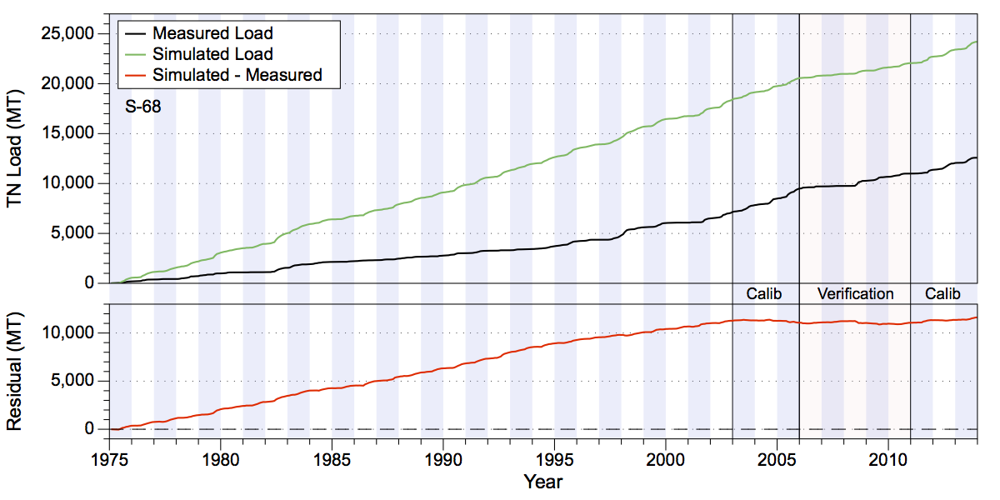 25,000
20,000
15,000
10,000
5,000
0
TN Load (MT)
Measured Load
Simulated Load
Simulated - Measured
S-68
Calib
Verification
Calib
10,000
5,000
0
Residual (MT)
1975
1980
1985
1990
1995
2000
2005
2010
Year